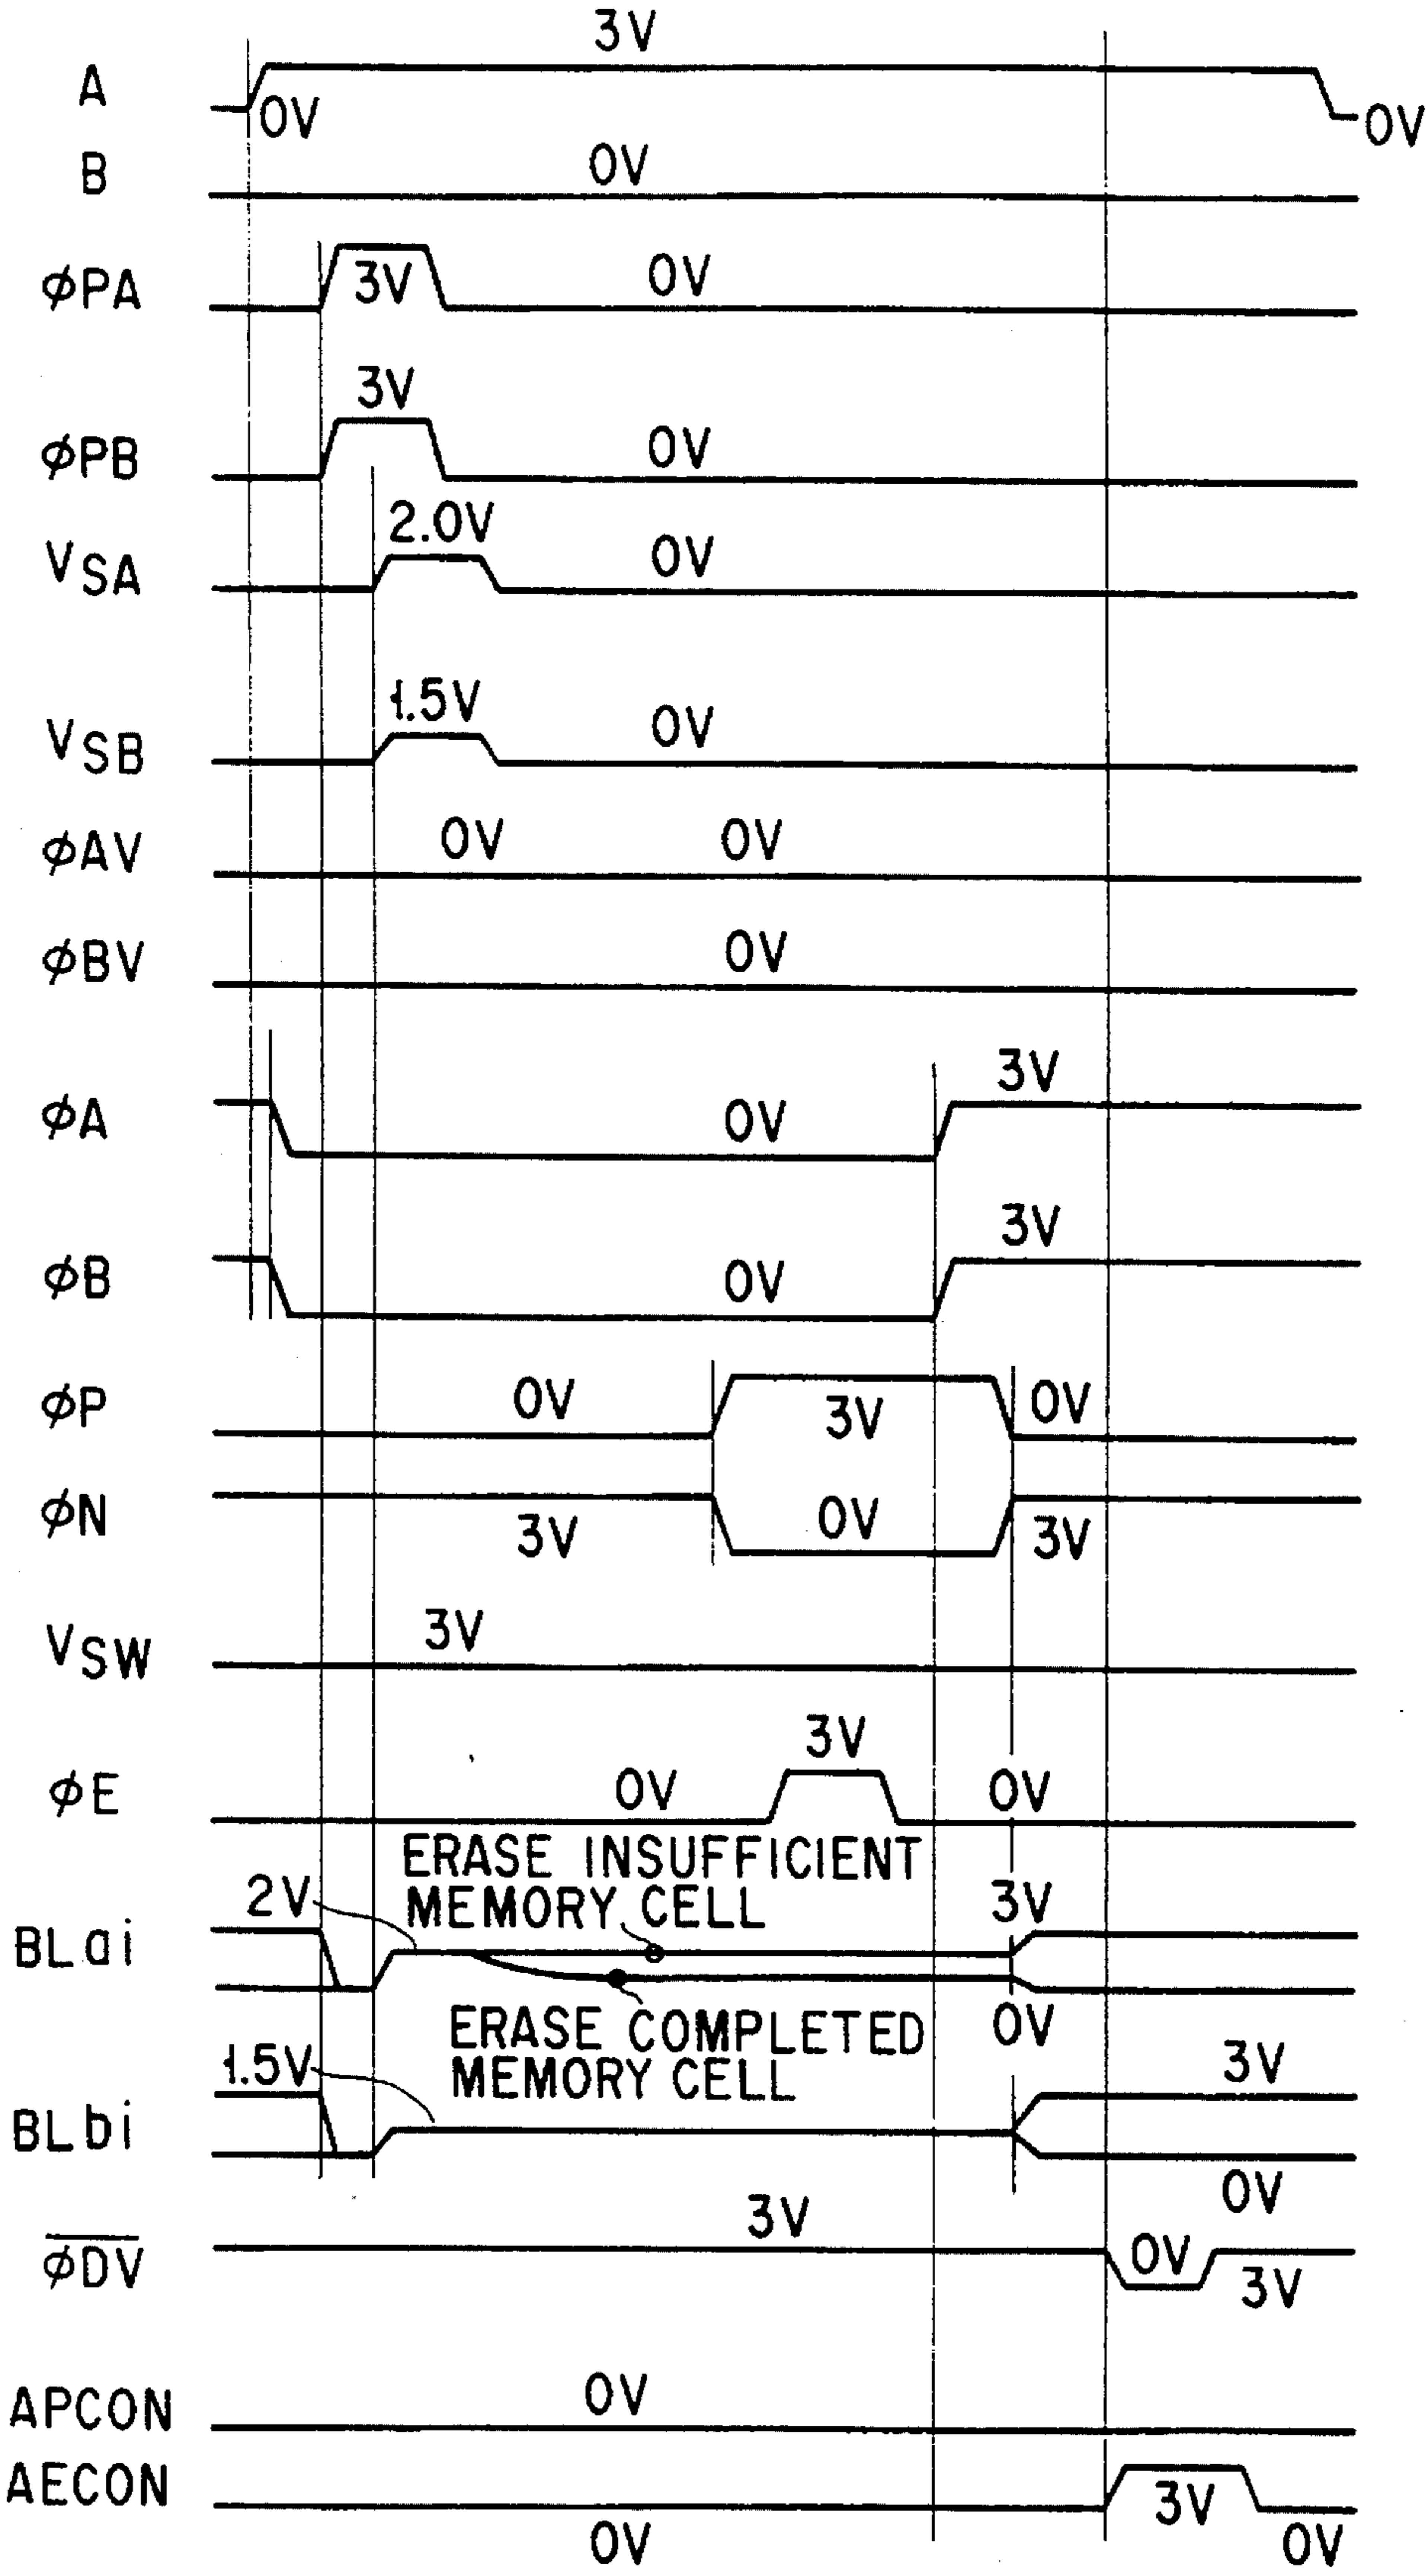 3V
A
0V
0V
B
0V
φPA
3V
0V
φPB
3V
0V
VSA
2.0V
0V
VSB
1.5V
0V
φAV
0V
0V
φBV
0V
φA
0V
3V
φB
0V
3V
φP
0V
3V
0V
φN
3V
0V
3V
VSW
3V
φE
0V
3V
0V
ERASE INSUFFICIENT
MEMORY CELL
BLai
2V
3V
0V
ERASE COMPLETED
MEMORY CELL
BLbi
1.5V
3V
0V
φDV
3V
0V
3V
APCON
0V
AECON
0V
3V
0V